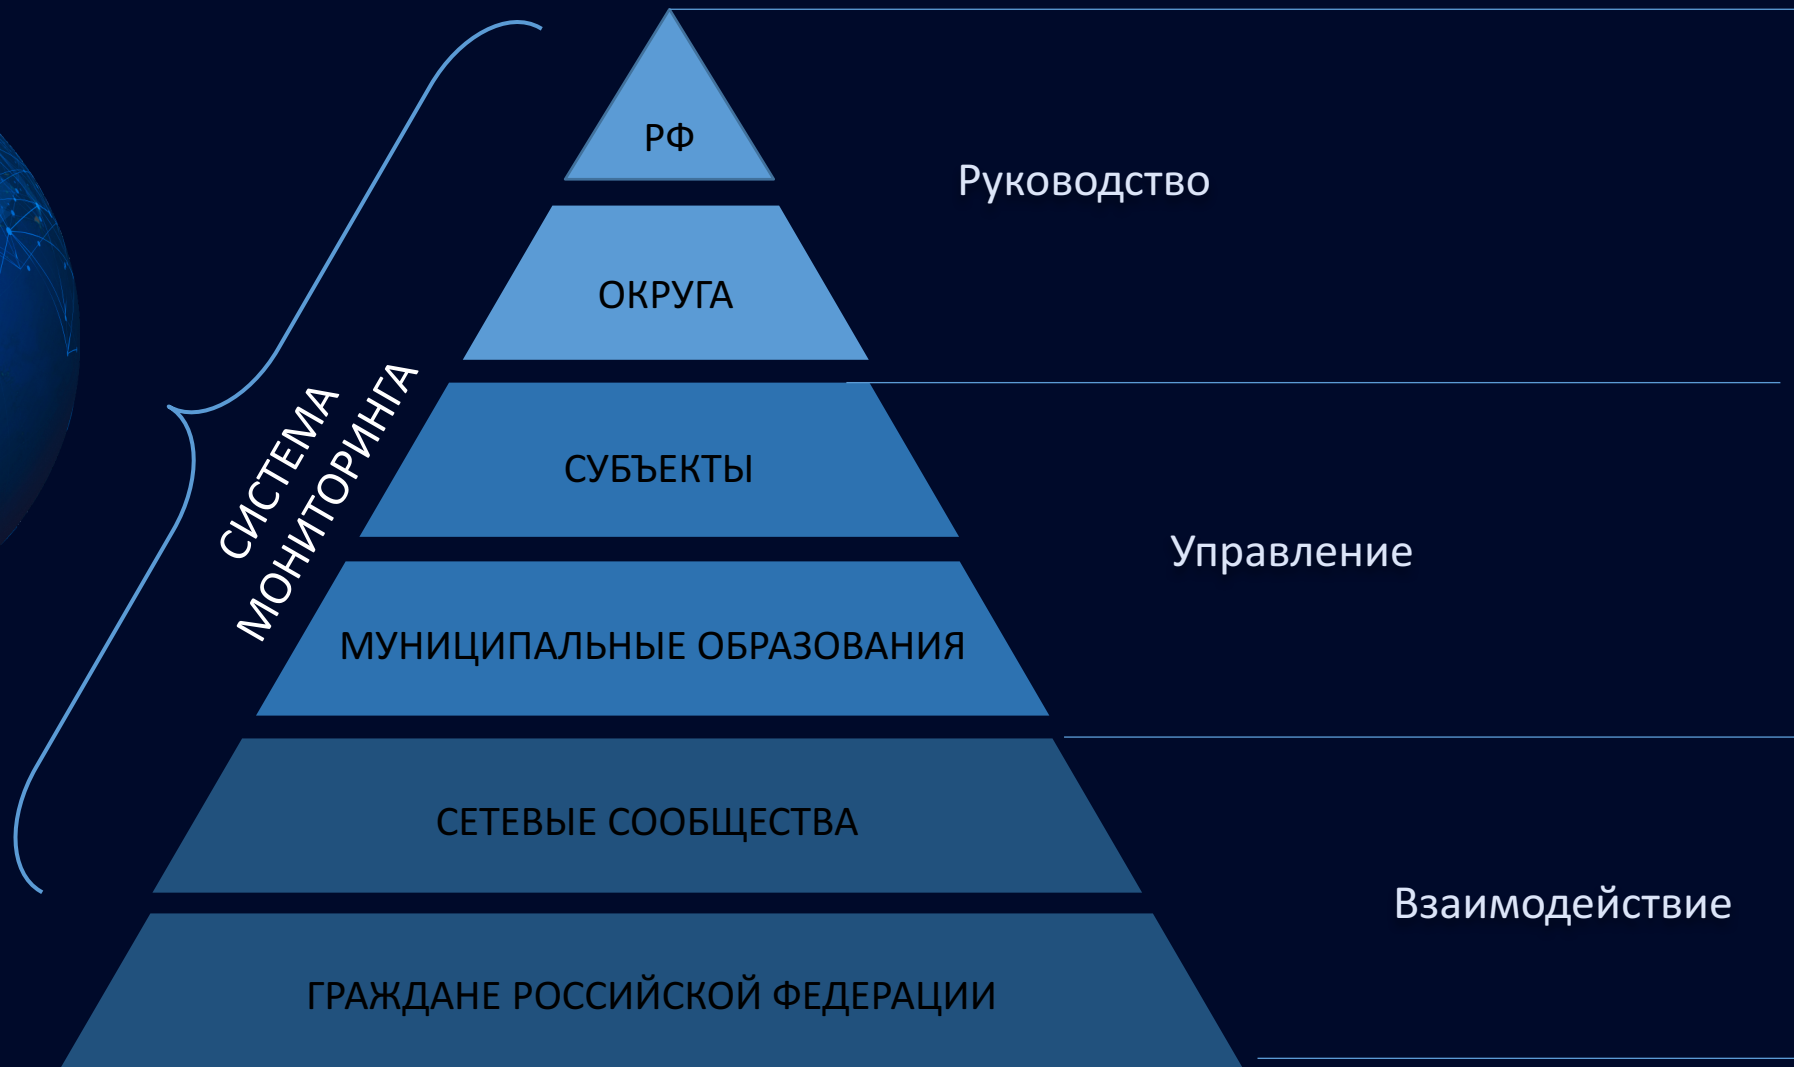 РФ
Руководство
ОКРУГА
СИСТЕМА
МОНИТОРИНГА
СУБЪЕКТЫ
Управление
МУНИЦИПАЛЬНЫЕ ОБРАЗОВАНИЯ
СЕТЕВЫЕ СООБЩЕСТВА
Взаимодействие
ГРАЖДАНЕ РОССИЙСКОЙ ФЕДЕРАЦИИ